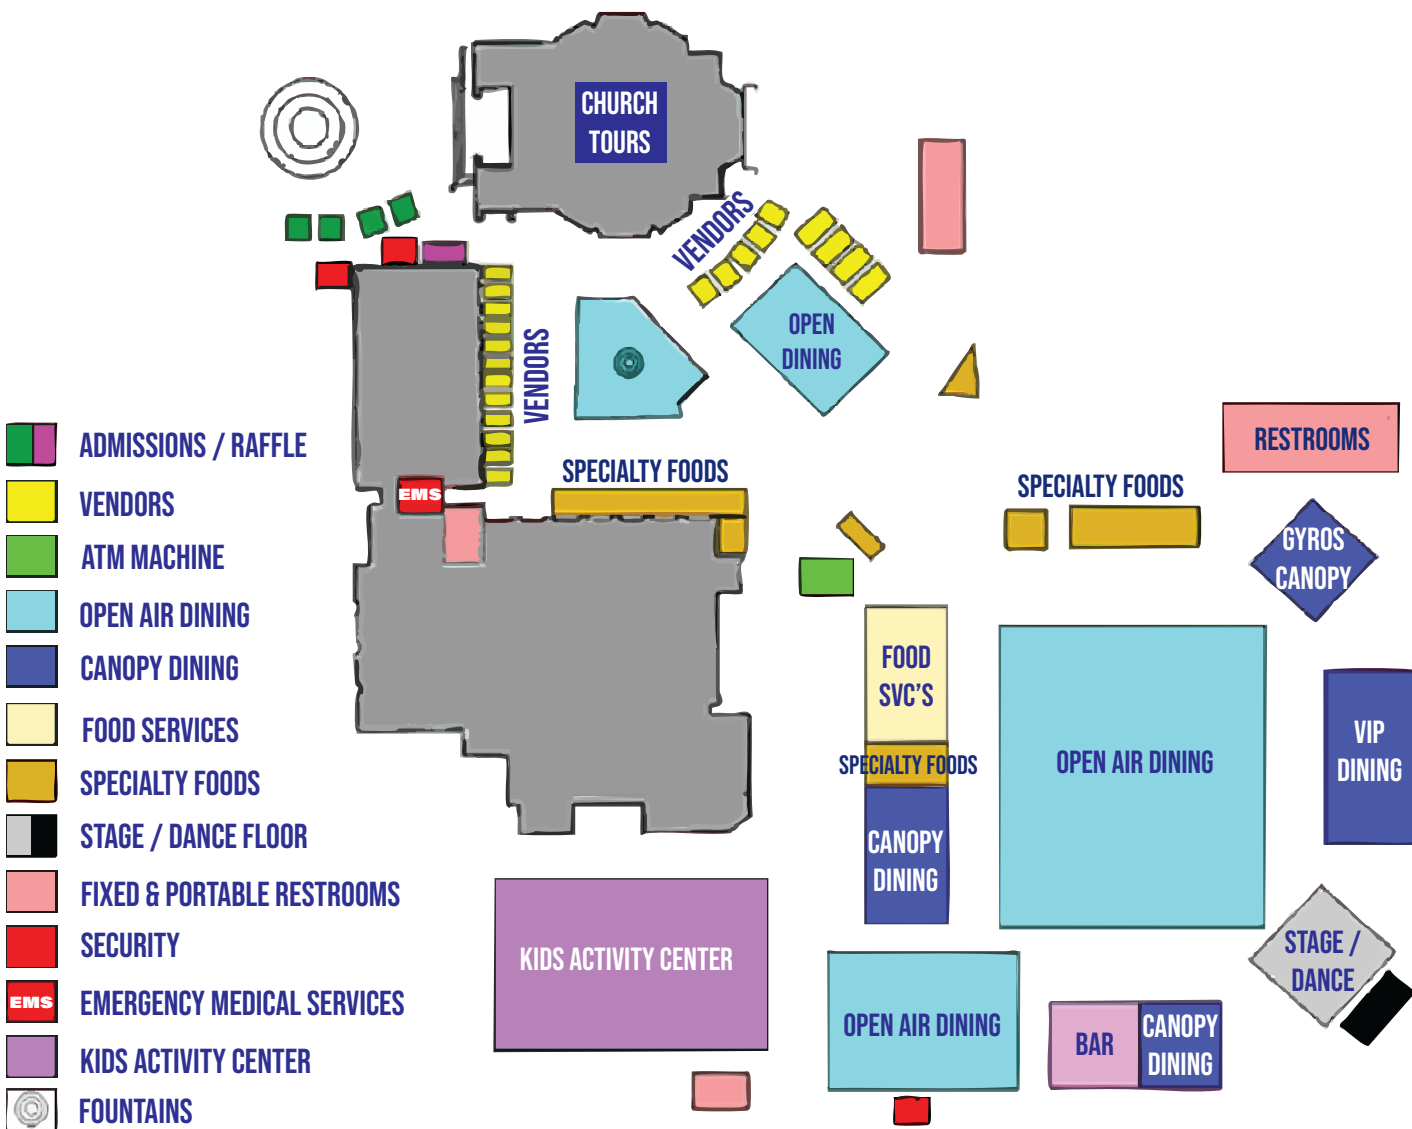 CHURCH
TOURS
VENDORS
OPEN
DINING
VENDORS
ADMISSIONS / RAFFLE
VENDORS
ATM MACHINE
OPEN AIR DINING
CANOPY DINING
FOOD SERVICES
SPECIALTY FOODS
STAGE / DANCE FLOOR
FIXED & PORTABLE RESTROOMS
SECURITY
EMS
EMERGENCY MEDICAL SERVICES
KIDS ACTIVITY CENTER
FOUNTAINS
EMS
SPECIALTY FOODS
SPECIALTY FOODS
RESTROOMS
GYROS
CANOPY
FOOD
SVC'S
SPECIALTY FOODS
CANOPY
DINING
OPEN AIR DINING
VIP
DINING
KIDS ACTIVITY CENTER
OPEN AIR DINING
BAR
CANOPY
DINING
STAGE /
DANCE